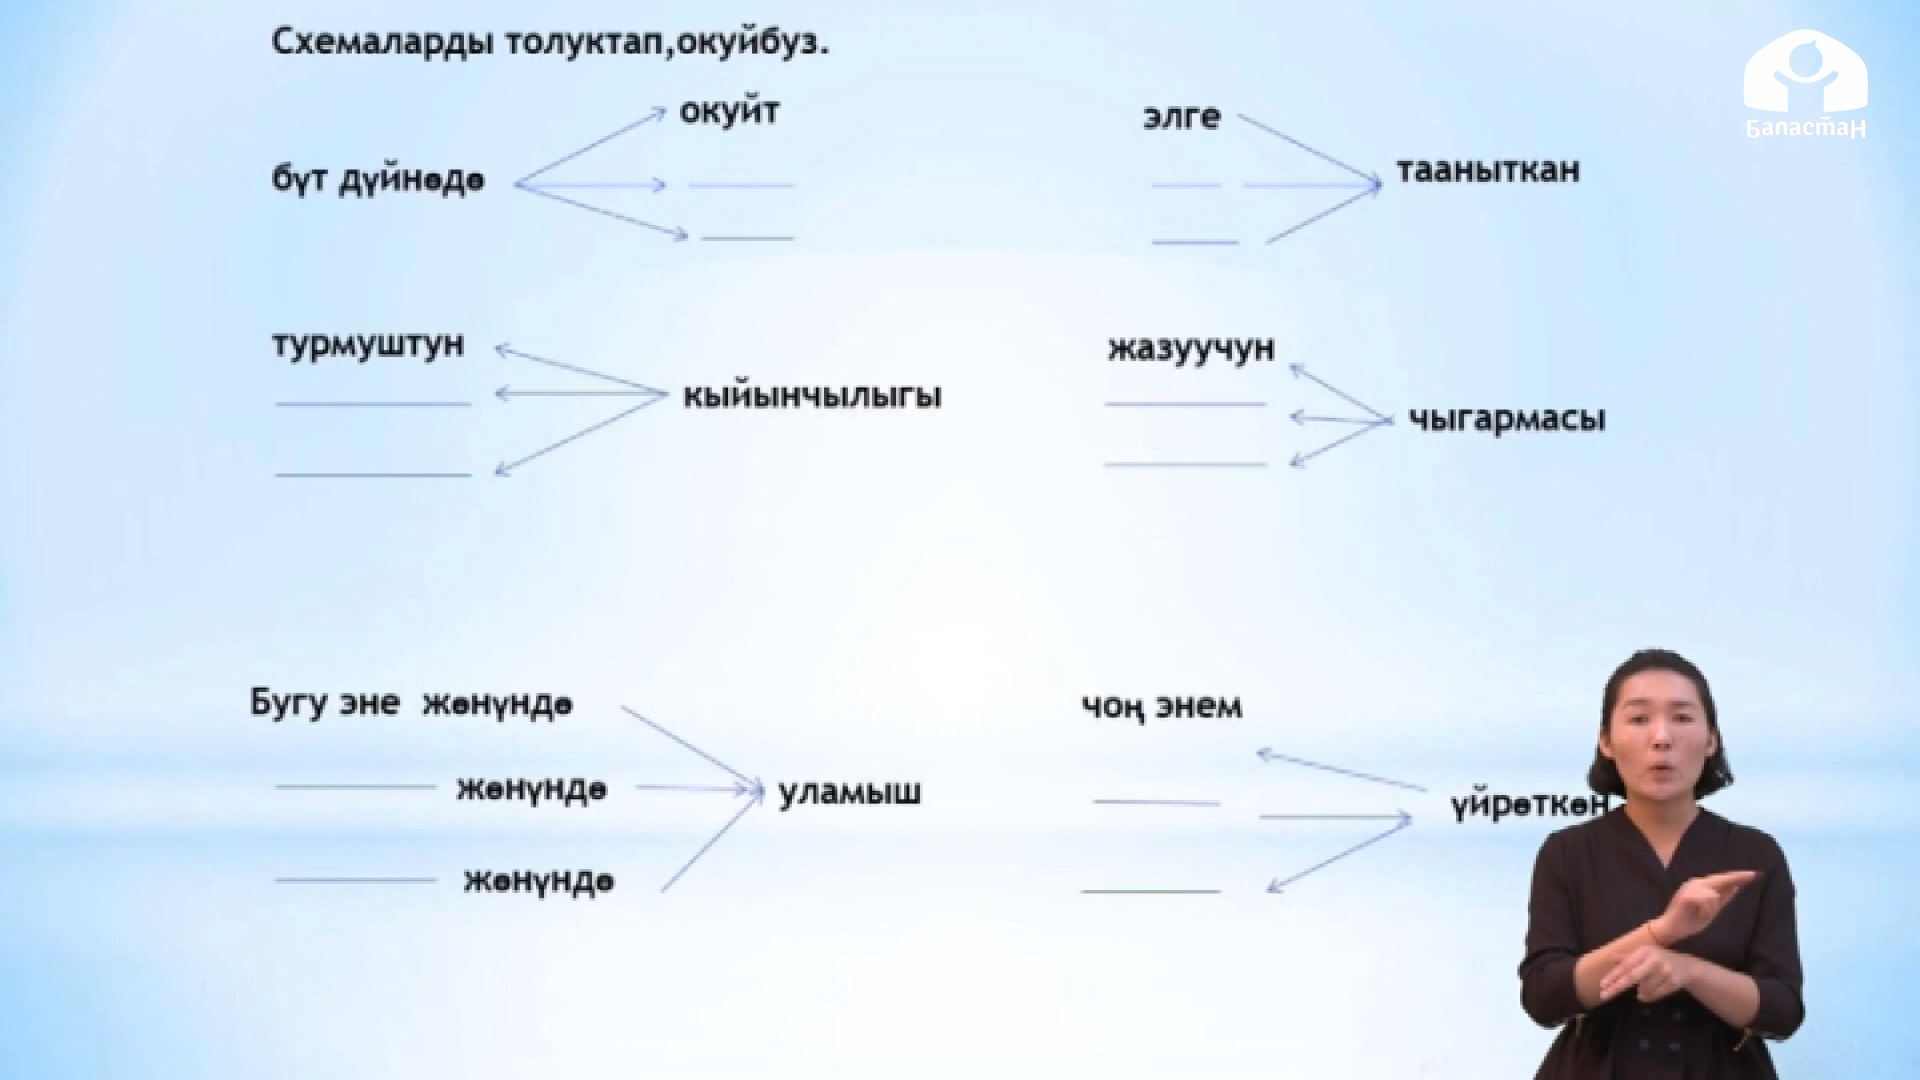 Схемаларды толуктап,окуйбуз.
бүт дүйнөдө
окуйт
элге
тааныткан
турмуштун
кыйынчылыгы
жазуучун
чыгармасы
Бугу эне жөнүндө
жөнүндө
жөнүндө
уламыш
чоң энем
үйрөткөн
Баластан